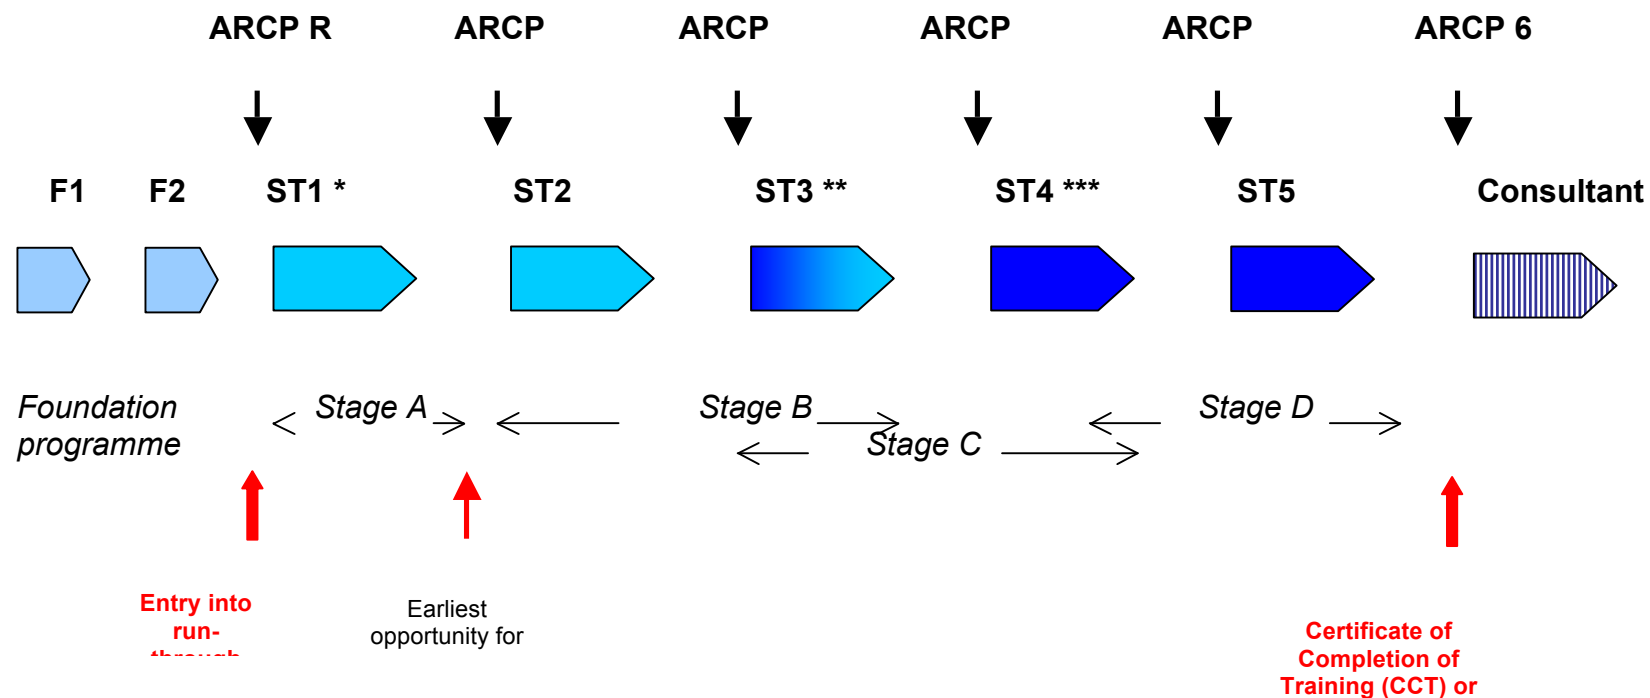 ARCP R ARCP ARCP ARCP ARCP ARCP 6
F1 F2 ST1 * ST2 ST3 ** ST4 *** ST5 Consultant
Foundation programme
Stage A Stage B Stage C Stage D
Entry into
run-
through
Earliest
opportunity for
Certificate of
Completion of
Training (CCT) or